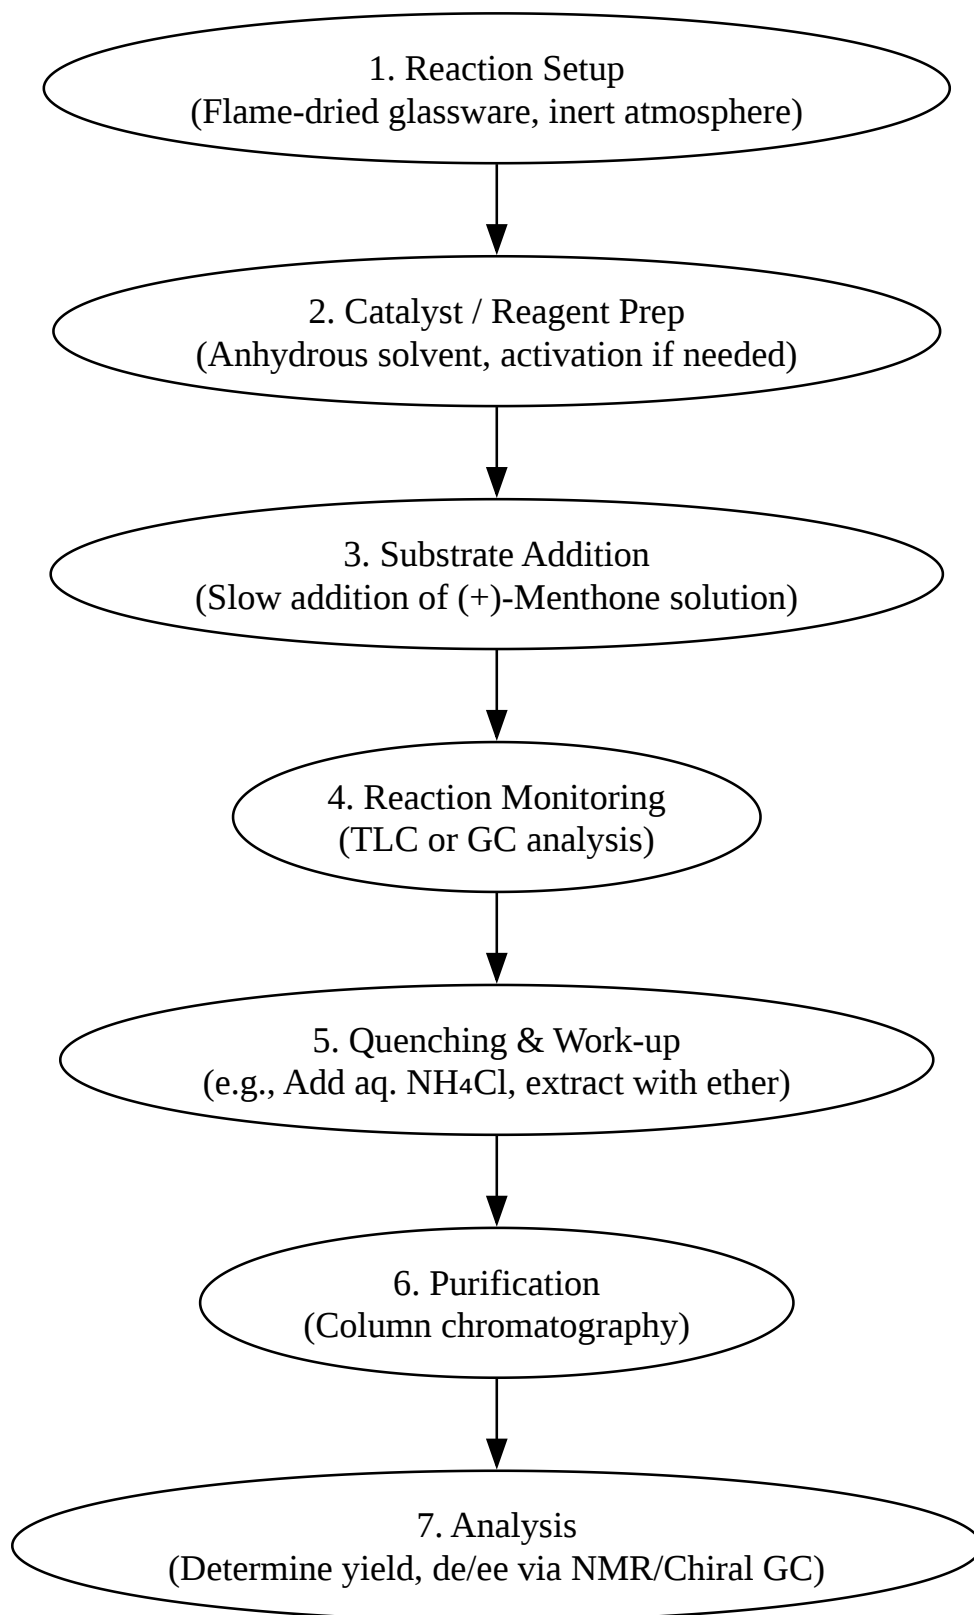 1. Reaction Setup
(Flame-dried glassware, inert atmosphere)
2. Catalyst / Reagent Prep
(Anhydrous solvent, activation if needed)
3. Substrate Addition
(Slow addition of (+)-Menthone solution)
4. Reaction Monitoring
(TLC or GC analysis)
5. Quenching & Work-up
(e.g., Add aq. NH₄Cl, extract with ether)
6. Purification
(Column chromatography)
7. Analysis
(Determine yield, de/ee via NMR/Chiral GC)